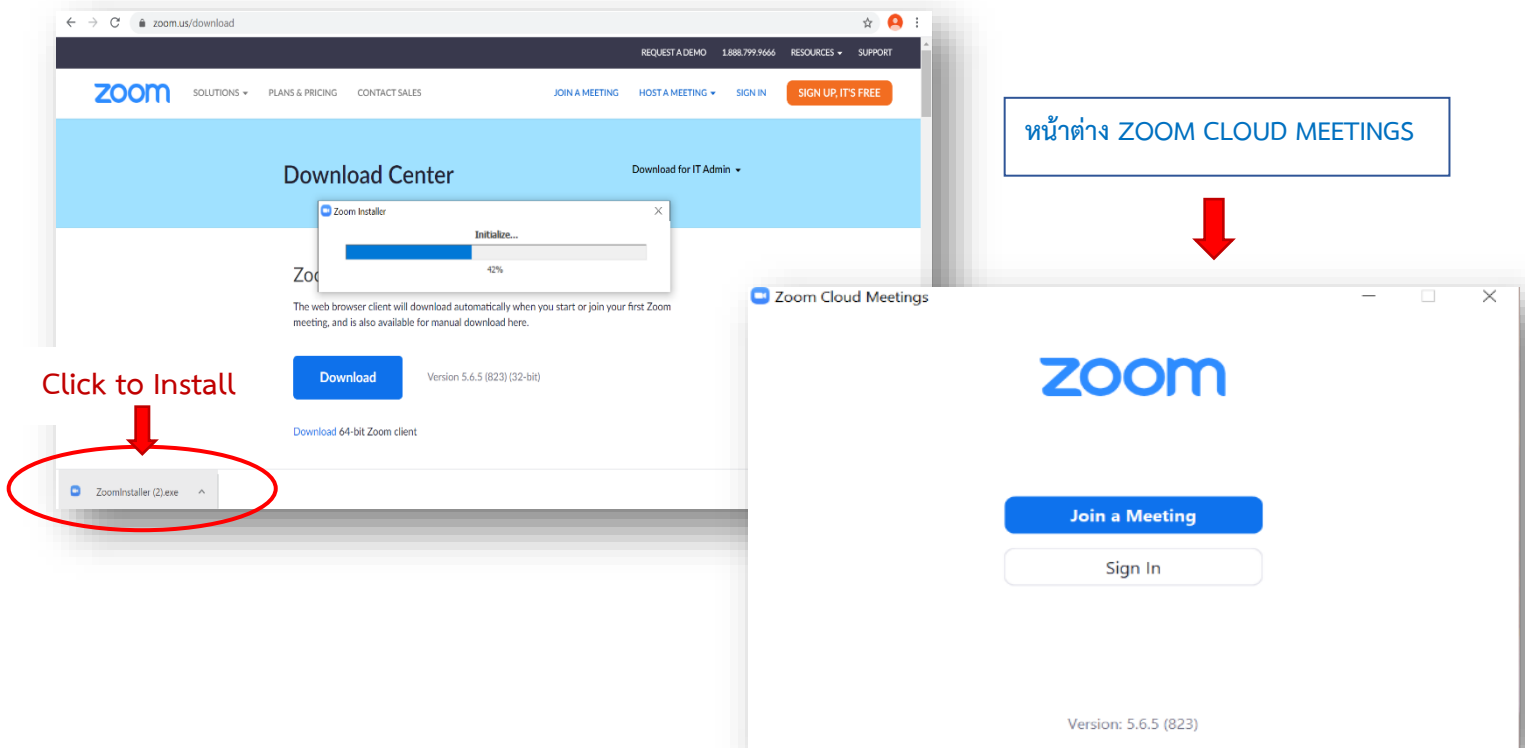 zoom.us/download
REQUEST A DEMO 1.888.799.9666 RESOURCES SUPPORT
zoom SOLUTIONS PLANS & PRICING CONTACT SALES JOIN A MEETING HOST A MEETING SIGN IN SIGN UP, IT'S FREE
Download Center Download for IT Admin
Zoom Installer
Initialize...
42%
The web browser client will download automatically when you start or join your first Zoom
meeting, and is also available for manual download here.
Download Version 5.6.5 (823) (32-bit)
Download 64-bit Zoom client
Click to Install
ZoomInstaller (2).exe
หน้าต่าง ZOOM CLOUD MEETINGS
Zoom Cloud Meetings
zoom
Join a Meeting
Sign In
Version: 5.6.5 (823)